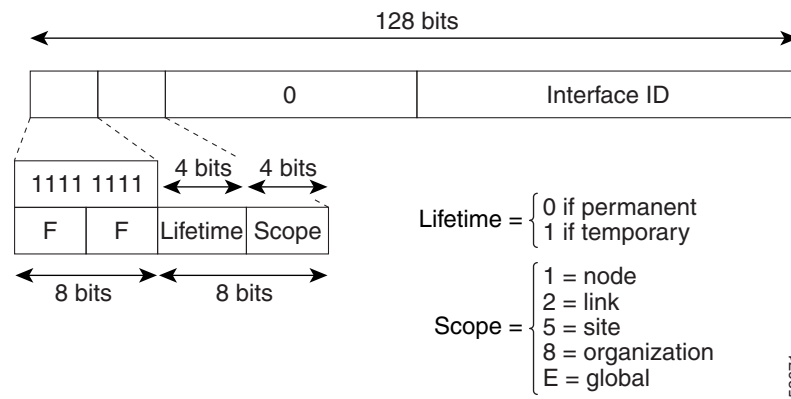 128 bits
0 Interface ID
4 bits 4 bits
1111 1111
F F Lifetime Scope
8 bits 8 bits
Lifetime = 0 if permanent
1 if temporary
Scope = 1 = node
2 = link
5 = site
8 = organization
E = global